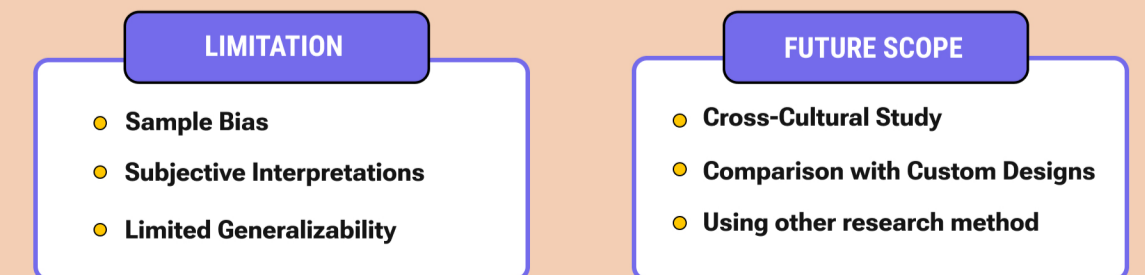 LIMITATION
Sample Bias
Subjective Interpretations
Limited Generalizability
FUTURE SCOPE
Cross-Cultural Study
Comparison with Custom Designs
Using other research method